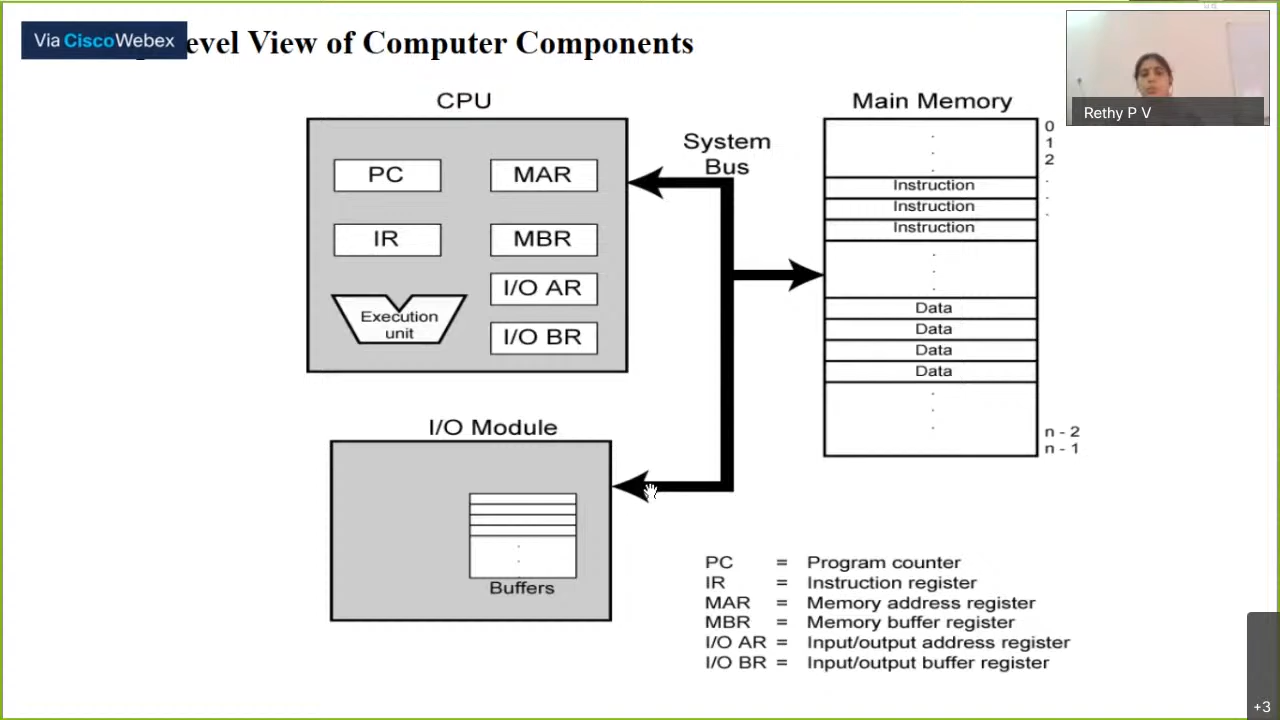 Via Cisco Webex
evel View of Computer Components
Rethy P V
CPU
PC
MAR
IR
MBR
I/O AR
Execution
unit
I/O BR
System
Bus
Main Memory
0
1
2
Instruction
Instruction
Instruction
Data
Data
Data
Data
n - 2
n - 1
I/O Module
Buffers
PC = Program counter
IR = Instruction register
MAR = Memory address register
MBR = Memory buffer register
I/O AR = Input/output address register
I/O BR = Input/output buffer register
+3